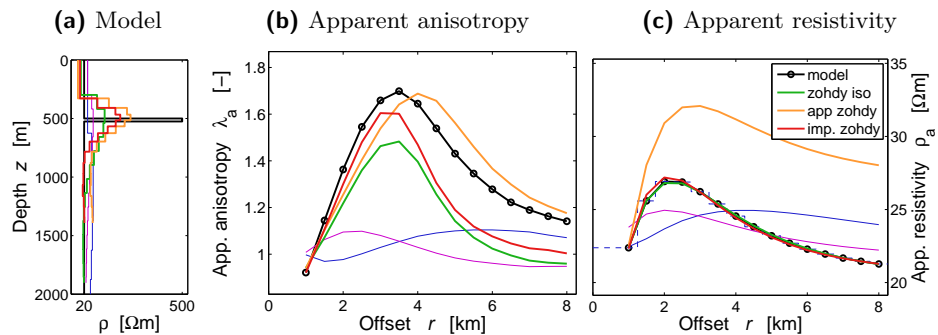 (a) Model
0
500
1000
1500
2000
Depth z [m]
20
500
ρ [Ωm]
(b) Apparent anisotropy
1.8
1.6
1.4
1.2
1
App. anisotropy λa [–]
0
2
4
6
8
Offset r [km]
(c) Apparent resistivity
model
zohdy iso
app zohdy
imp. zohdy
0
2
4
6
8
Offset r [km]
35
30
25
20
App. resistivity ρa [Ωm]